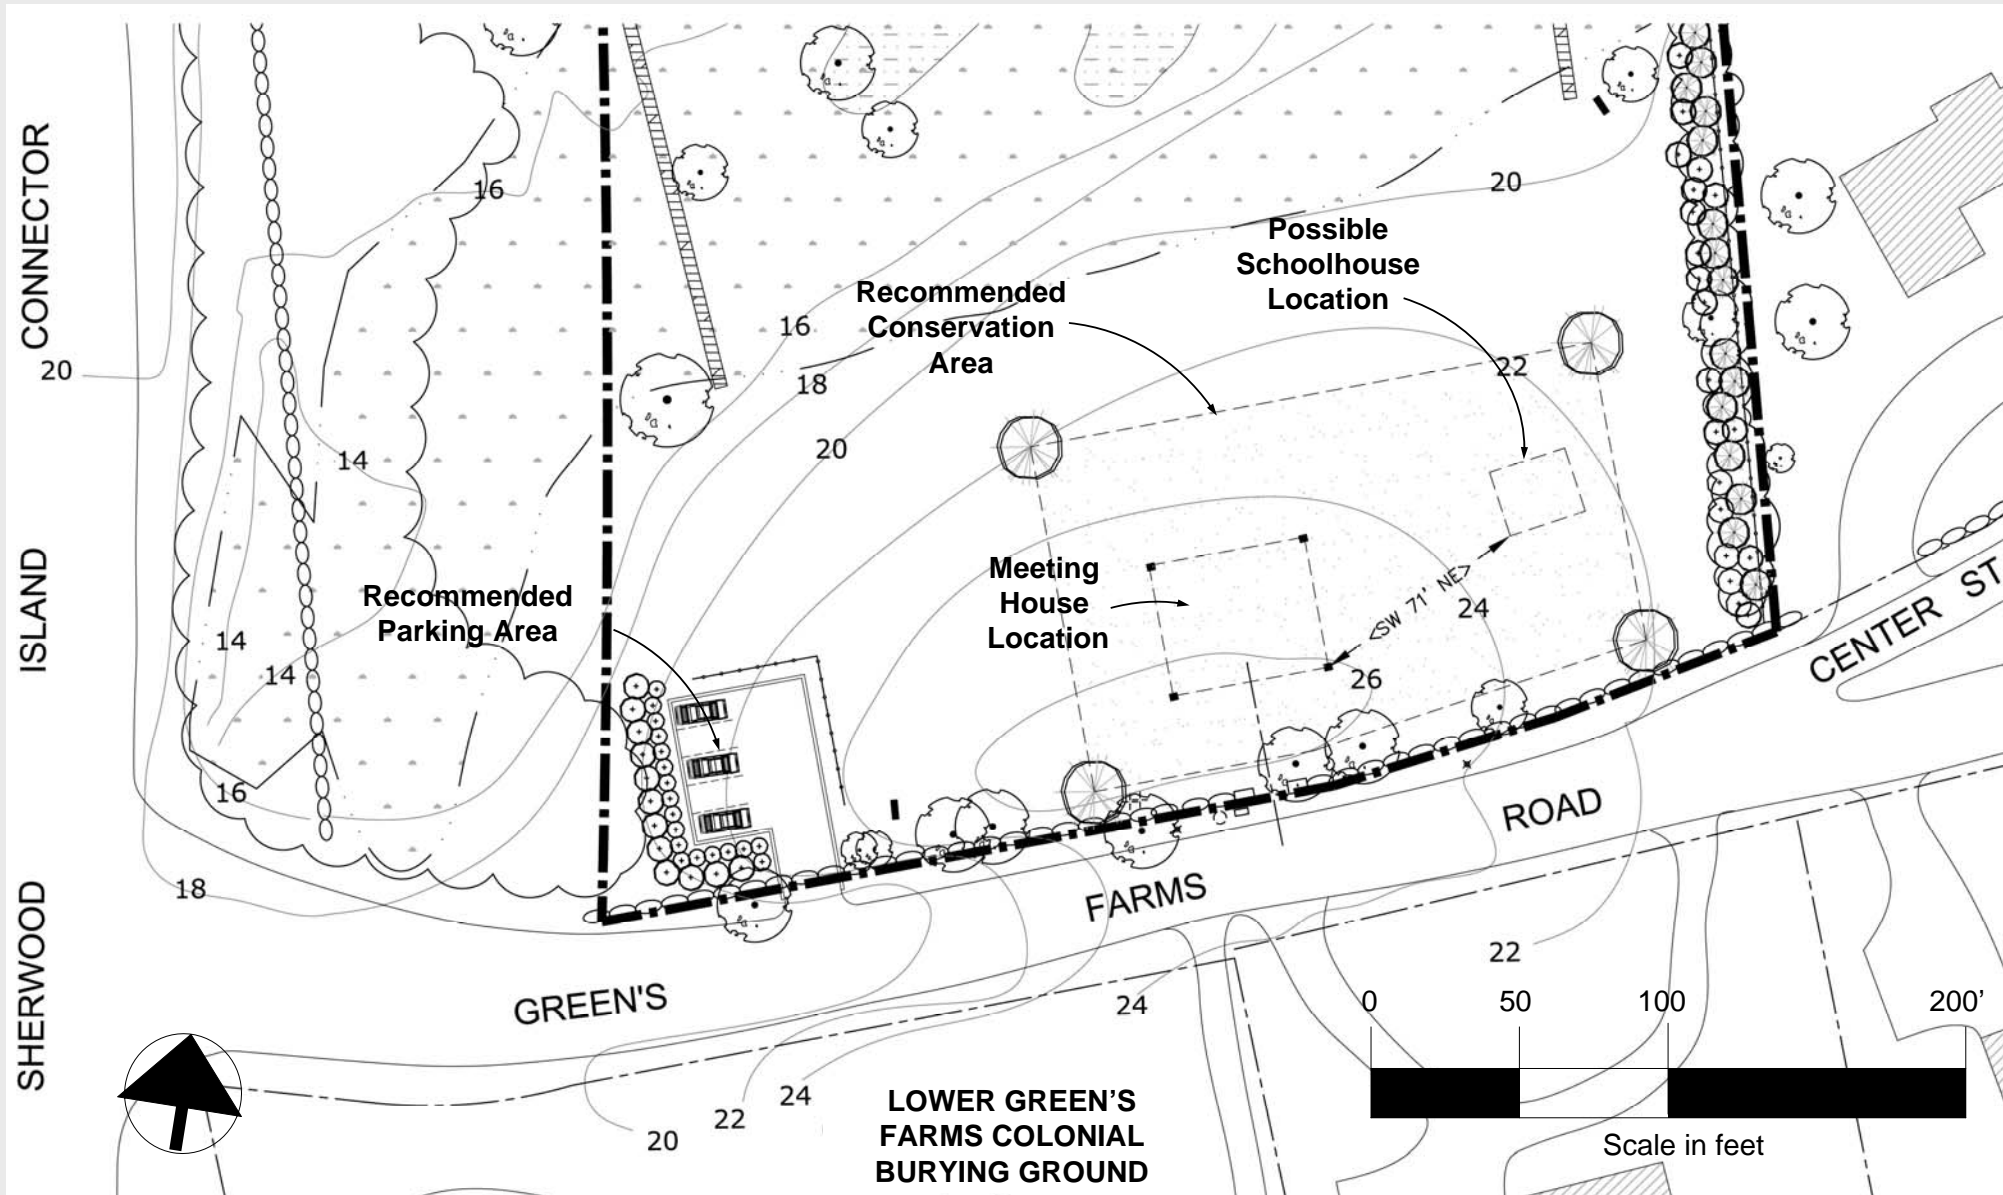 CONNECTOR
ISLAND
SHERWOOD
16
20
Possible
Schoolhouse
Location
Recommended
Conservation
Area
16
18
20
22
20
14
Meeting
House
Location
<SW 71' NE>
24
Recommended
Parking Area
14
14
26
16
18
CENTER ST
ROAD
FARMS
GREEN'S
22
24
24
22
20
0 50 100 200'
Scale in feet
LOWER GREEN'S
FARMS COLONIAL
BURYING GROUND